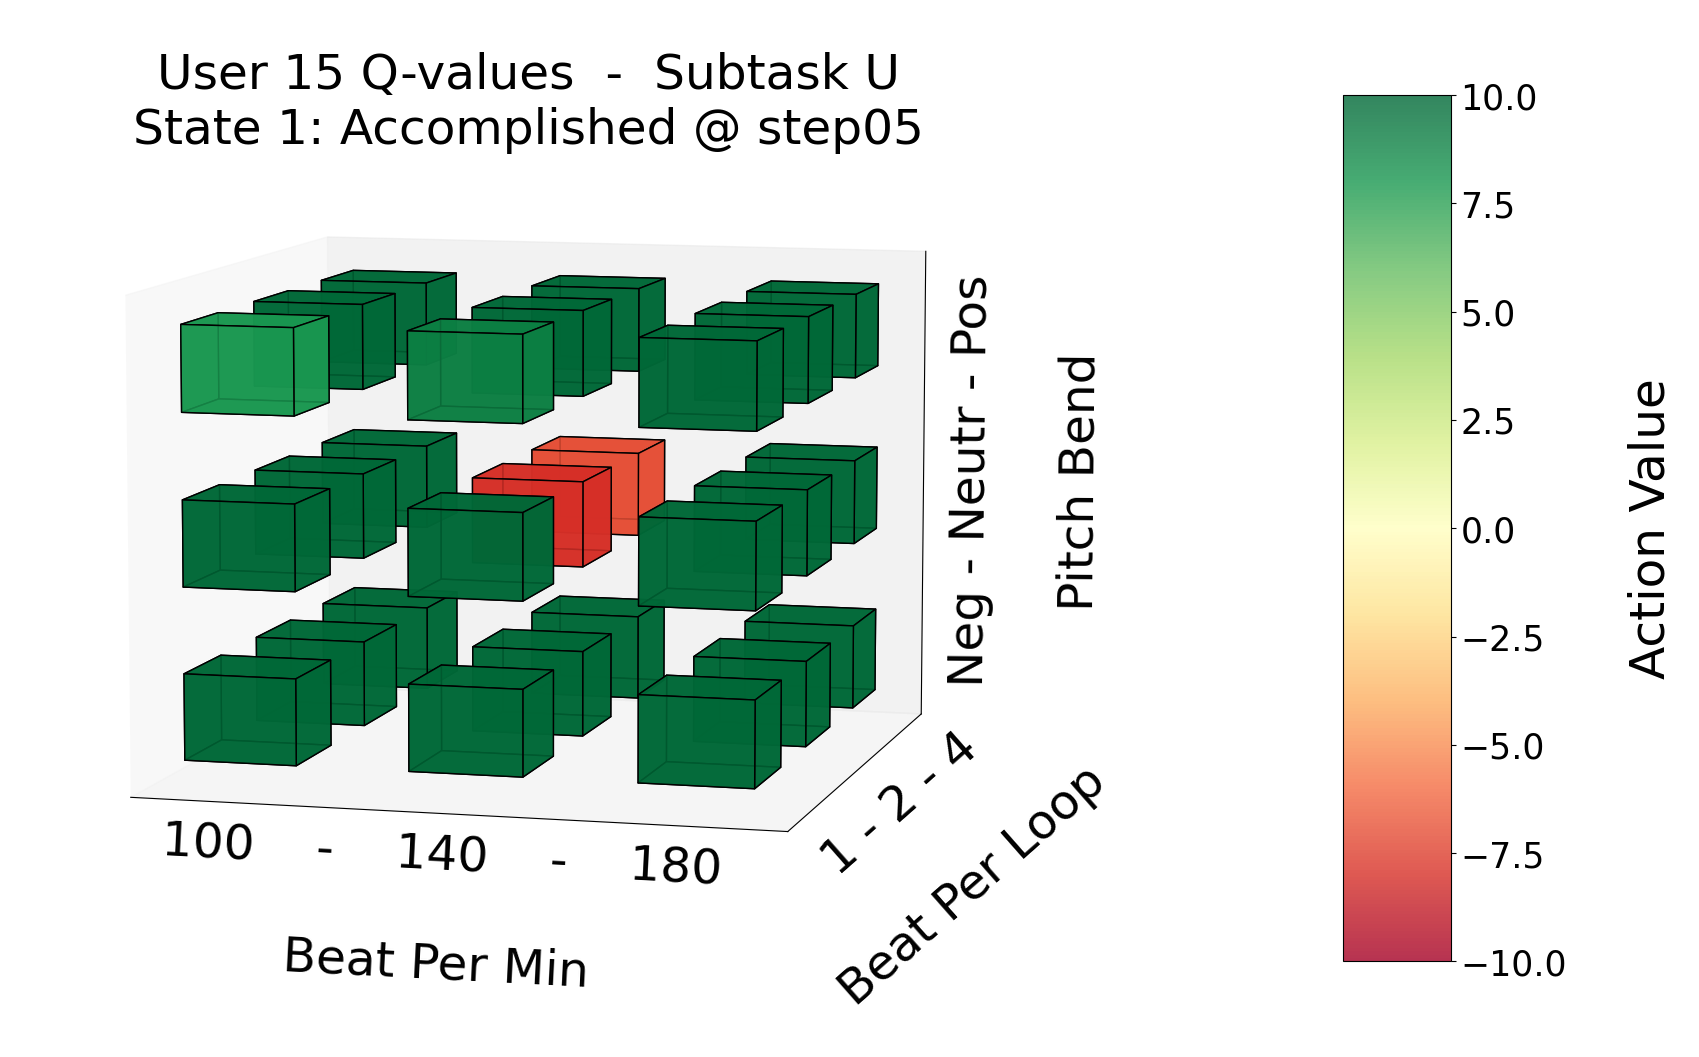 User 15 Q-values - Subtask U
State 1: Accomplished @ step05
Neg - Neutr - Pos
Pitch Bend
1 - 2 - 4
Beat Per Loop
100 - 140 - 180
Beat Per Min
10.0
7.5
5.0
2.5
0.0
−2.5
−5.0
−7.5
−10.0
Action Value